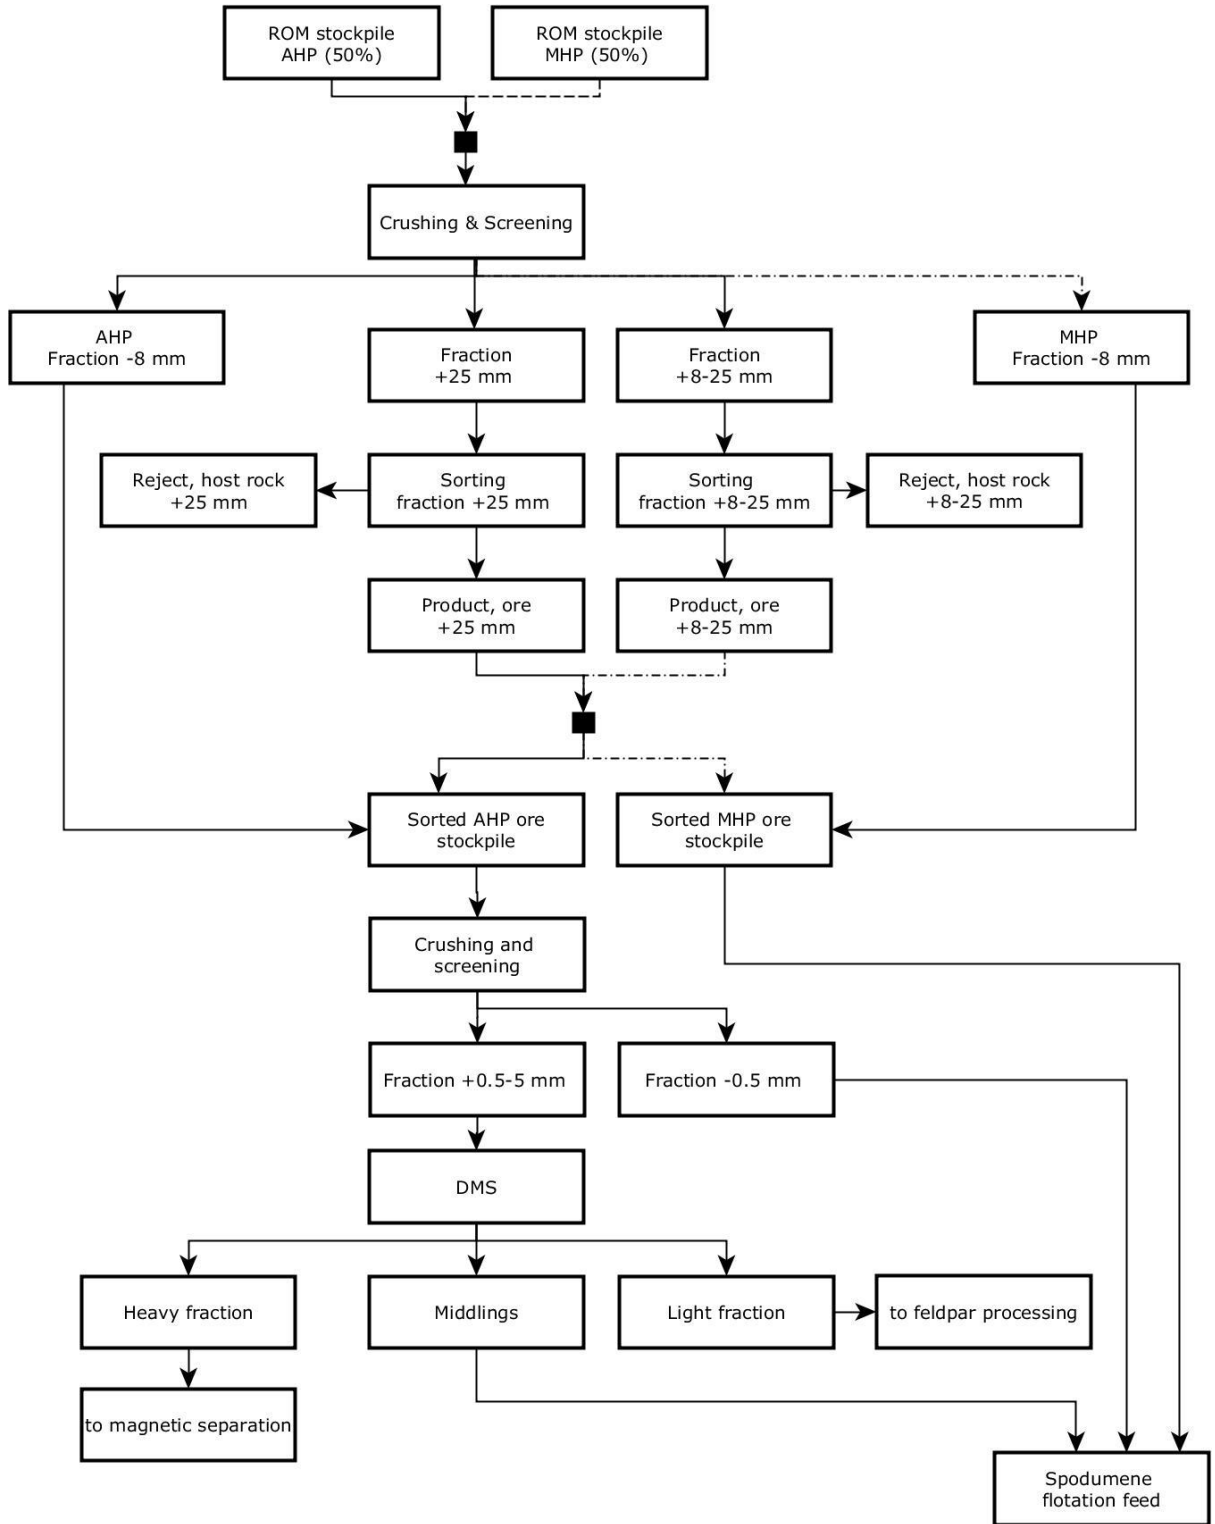 ROM stockpile
AHP (50%)
ROM stockpile
MHP (50%)
Crushing & Screening
AHP
Fraction -8 mm
Fraction
+25 mm
Fraction
+8-25 mm
MHP
Fraction -8 mm
Reject, host rock
+25 mm
Sorting
fraction +25 mm
Sorting
fraction +8-25 mm
Reject, host rock
+8-25 mm
Product, ore
+25 mm
Product, ore
+8-25 mm
Sorted AHP ore
stockpile
Sorted MHP ore
stockpile
Crushing and
screening
Fraction +0.5-5 mm
Fraction -0.5 mm
DMS
Heavy fraction
Middlings
Light fraction
to feldpar processing
to magnetic separation
Spodumene
flotation feed